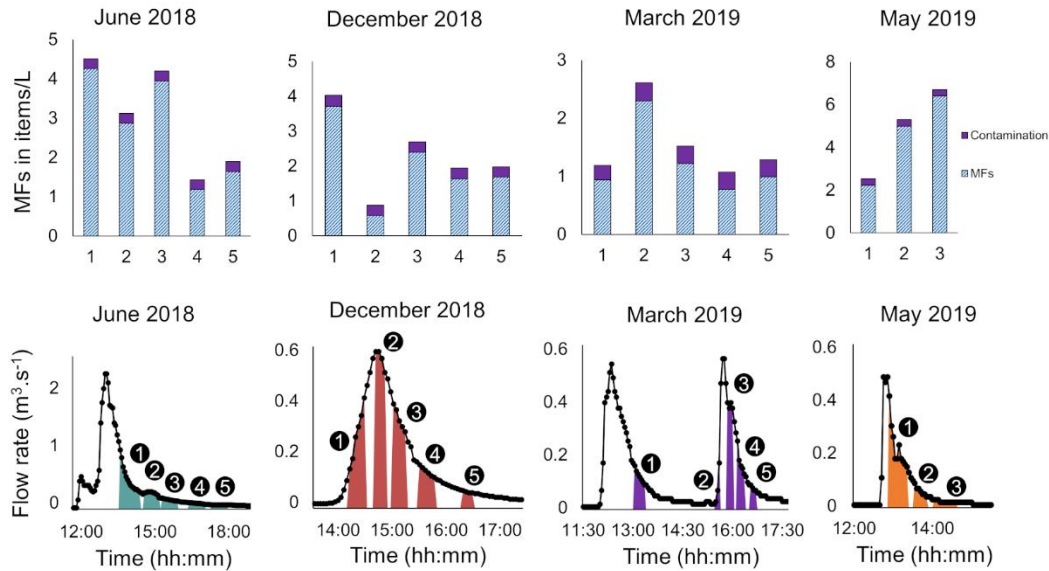 June 2018
December 2018
March 2019
May 2019
MFs in items/L
5
4
3
2
1
0
1 2 3 4 5
5
4
3
2
1
0
1 2 3 4 5
3
2
1
0
1 2 3 4 5
8
6
4
2
0
1 2 3
Contamination
MFs
June 2018
December 2018
March 2019
May 2019
Flow rate (m³.s⁻¹)
2
1
0
1 2 3 4 5
12:00 15:00 18:00
Time (hh:mm)
0.6
0.4
0.2
0
1 2 3 4 5
14:00 15:00 16:00 17:00
Time (hh:mm)
0.6
0.4
0.2
0
1 2 3 4 5
11:30 13:00 14:30 16:00 17:30
Time (hh:mm)
0.6
0.4
0.2
0
1 2 3
12:00 14:00
Time (hh:mm)